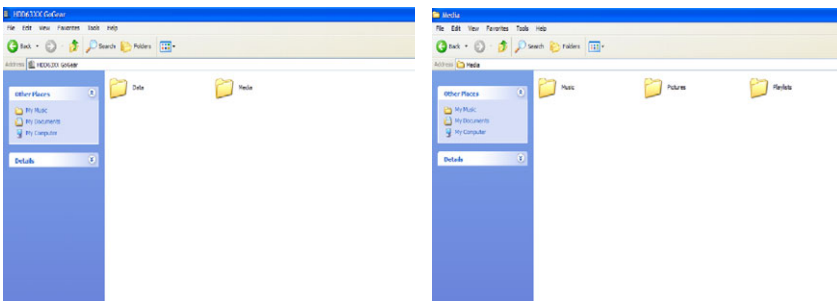 HDD63XX GoGear
File Edit View Favorites Tools Help
Back Search Folders
Address HDD63XX GoGear
Other Places
My Music
My Documents
My Computer
Details
Data
Media
Media
File Edit View Favorites Tools Help
Back Search Folders
Address Media
Other Places
My Music
My Documents
My Computer
Details
Music
Pictures
Playlists